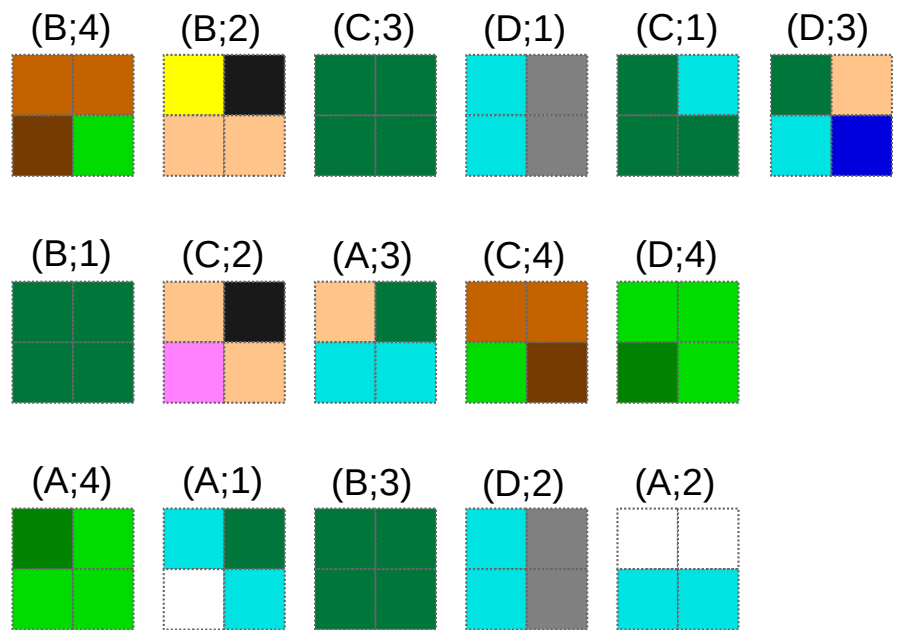 (B;4) (B;2) (C;3) (D;1) (C;1) (D;3)
(B;1) (C;2) (A;3) (C;4) (D;4)
(A;4) (A;1) (B;3) (D;2) (A;2)